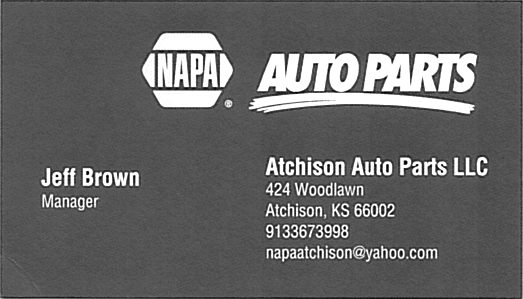 NAPA® AUTO PARTS
Jeff Brown
Manager
Atchison Auto Parts LLC
424 Woodlawn
Atchison, KS 66002
9133673998
napaatchison@yahoo.com